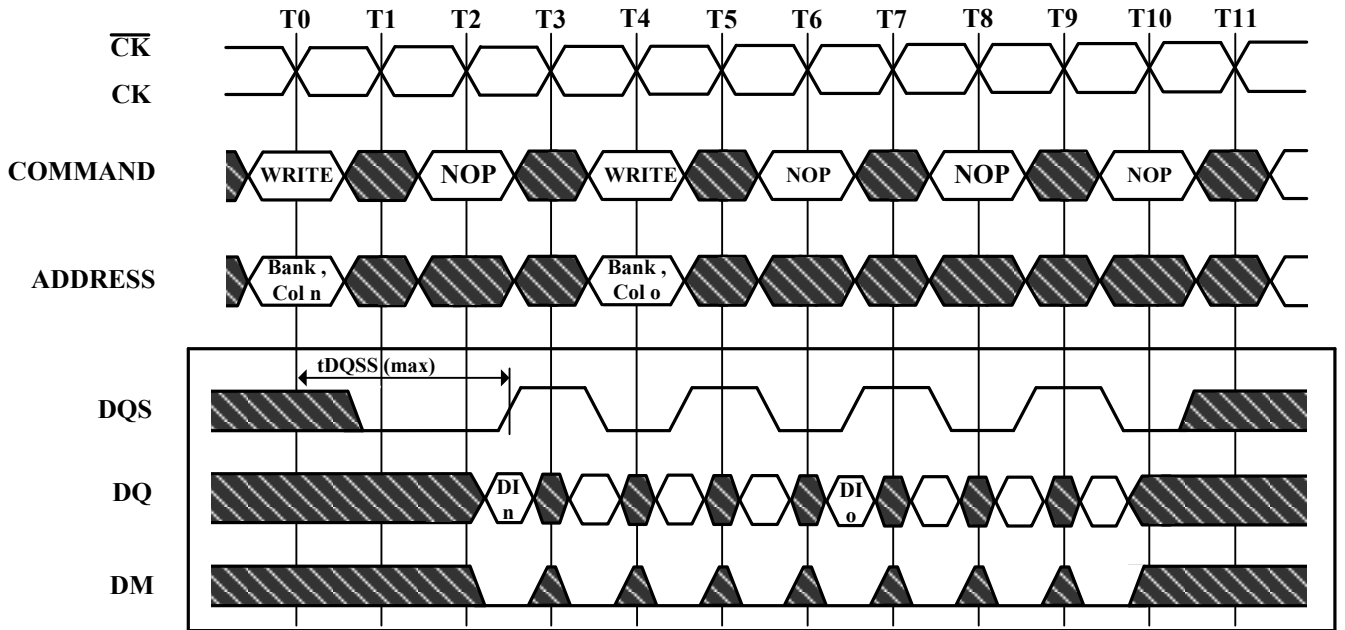 T0 T1 T2 T3 T4 T5 T6 T7 T8 T9 T10 T11
CK
CK
COMMAND
WRITE NOP WRITE NOP NOP NOP
ADDRESS
Bank , Bank ,
Col n Col o
tDQSS (max)
DQS
DQ
DI DI
n o
DM